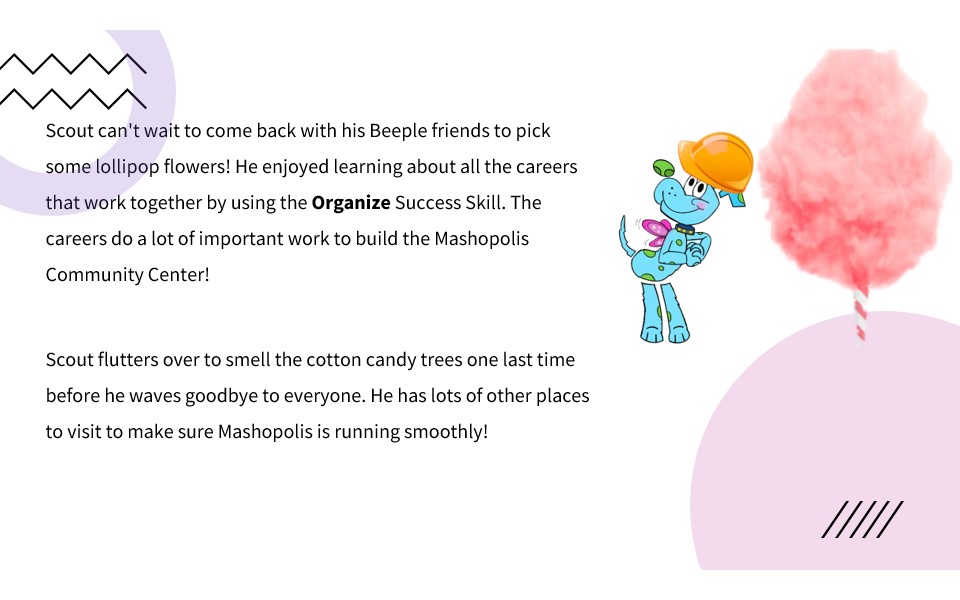 Scout can't wait to come back with his Beeple friends to pick
some lollipop flowers! He enjoyed learning about all the careers
that work together by using the Organize Success Skill. The
careers do a lot of important work to build the Mashopolis
Community Center!
Scout flutters over to smell the cotton candy trees one last time
before he waves goodbye to everyone. He has lots of other places
to visit to make sure Mashopolis is running smoothly!